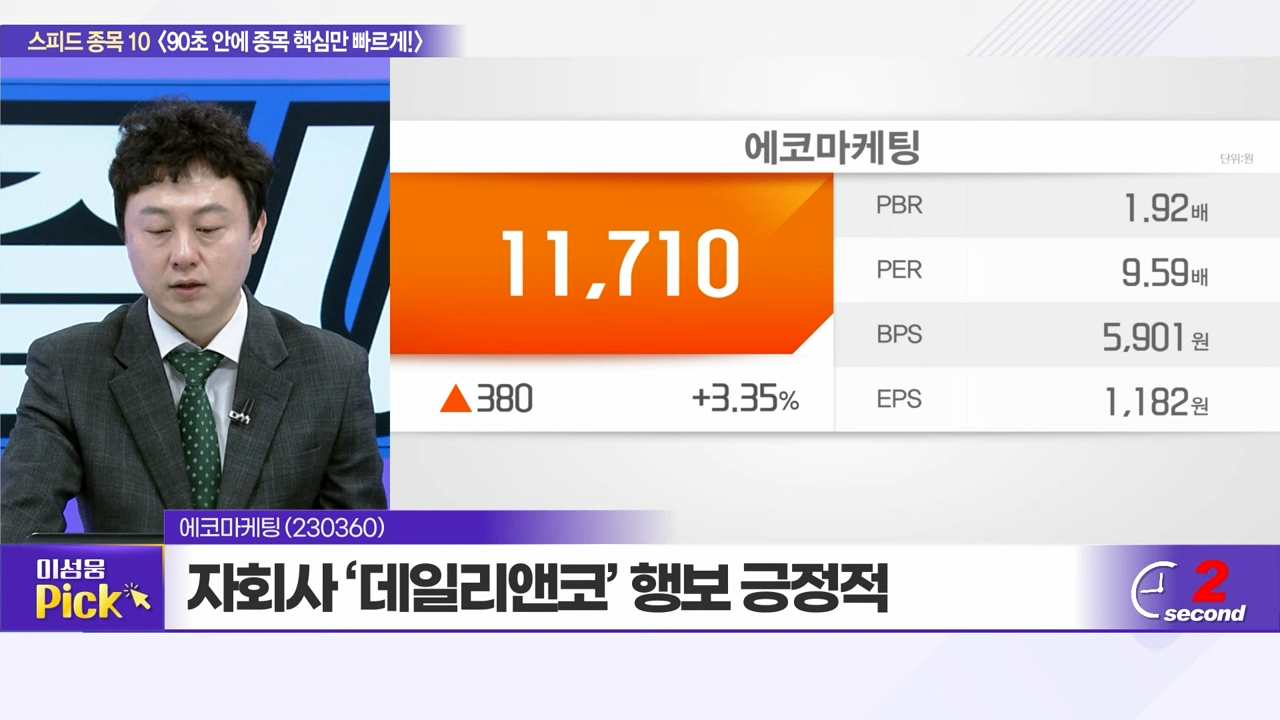 스피드 종목 10 〈90초 안에 종목 핵심만 빠르게!〉
에코마케팅
단위:원
11,710
▲380 +3.35%
PBR 1.92배
PER 9.59배
BPS 5,901원
EPS 1,182원
에코마케팅(230360)
미성뭉
Pick
자회사 ‘데일리앤코’ 행보 긍정적
2
second